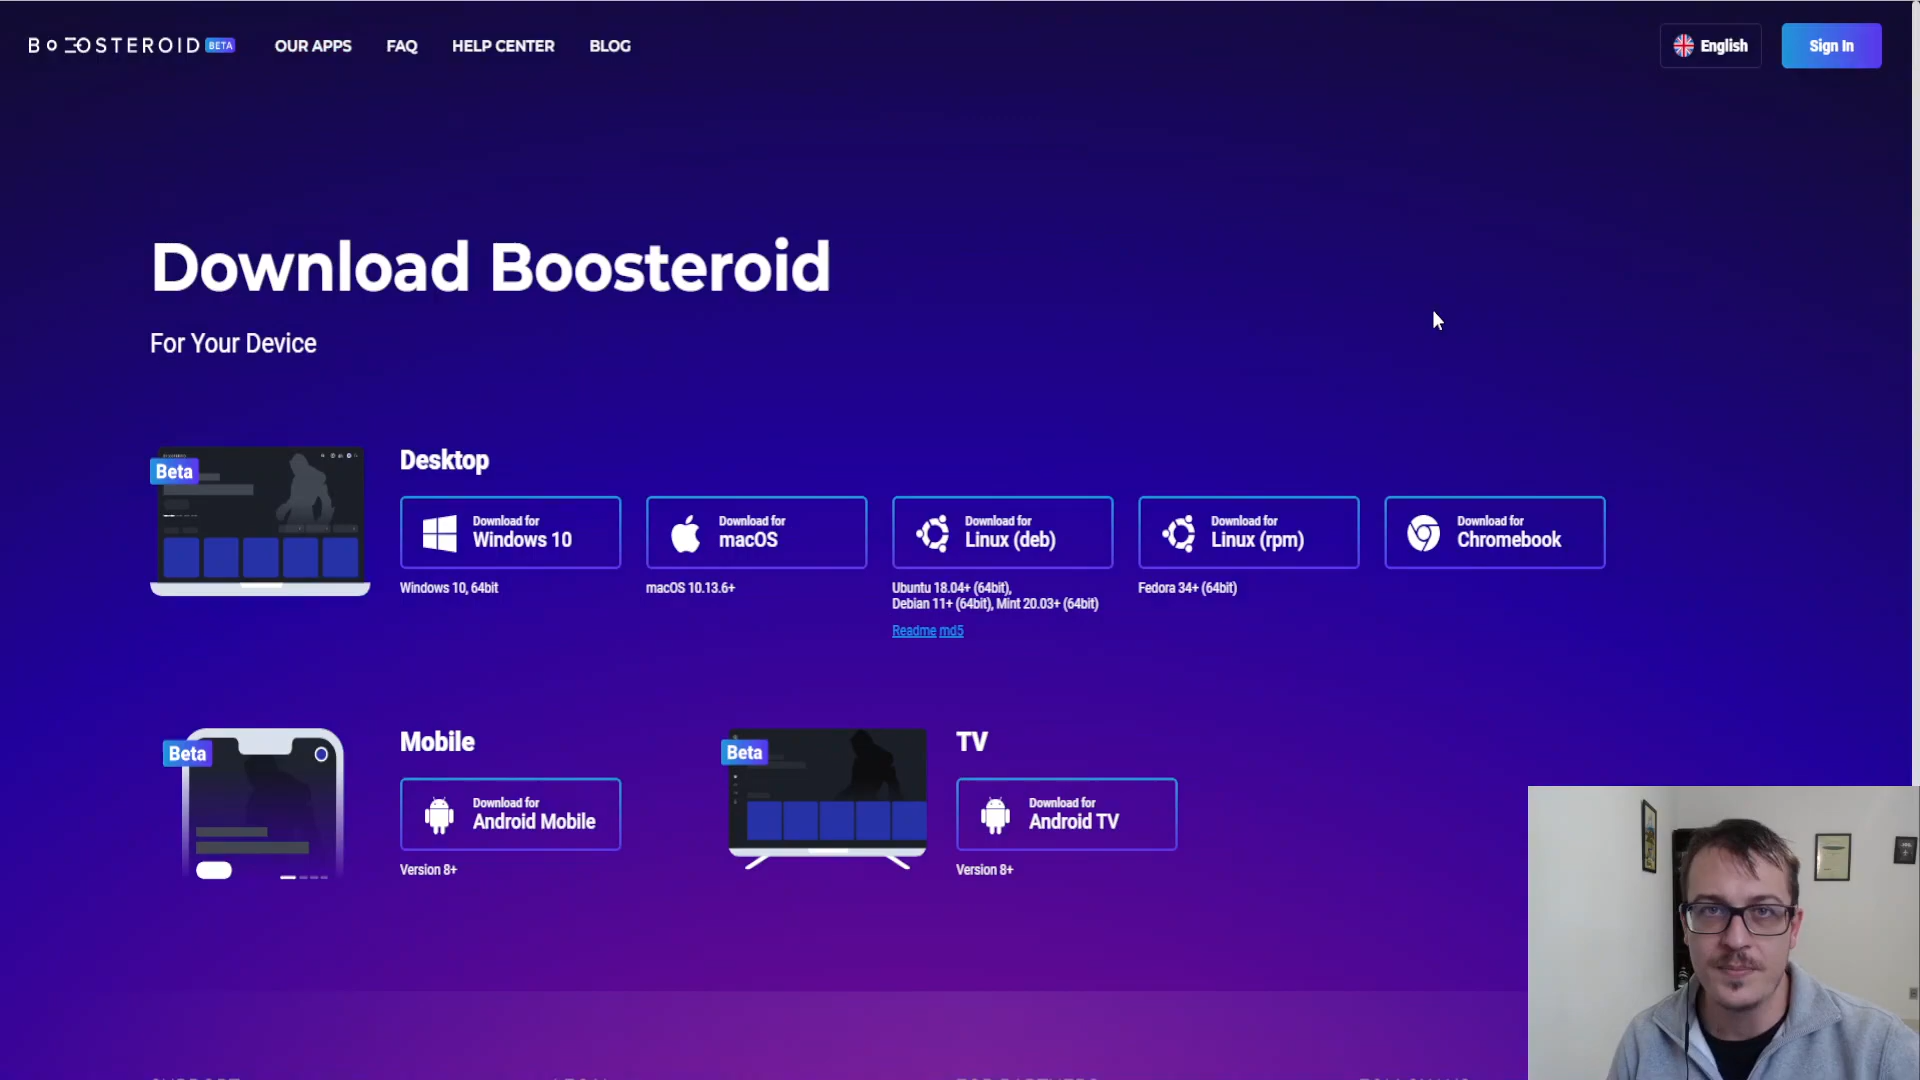 BOOSTEROID BETA
OUR APPS
FAQ
HELP CENTER
BLOG
English
Sign In
Download Boosteroid
For Your Device
Beta
Desktop
Download for
Windows 10
Windows 10, 64bit
Download for
macOS
macOS 10.13.6+
Download for
Linux (deb)
Ubuntu 18.04+ (64bit),
Debian 11+ (64bit), Mint 20.03+ (64bit)
Readme md5
Download for
Linux (rpm)
Fedora 34+ (64bit)
Download for
Chromebook
Beta
Mobile
Download for
Android Mobile
Version 8+
Beta
TV
Download for
Android TV
Version 8+